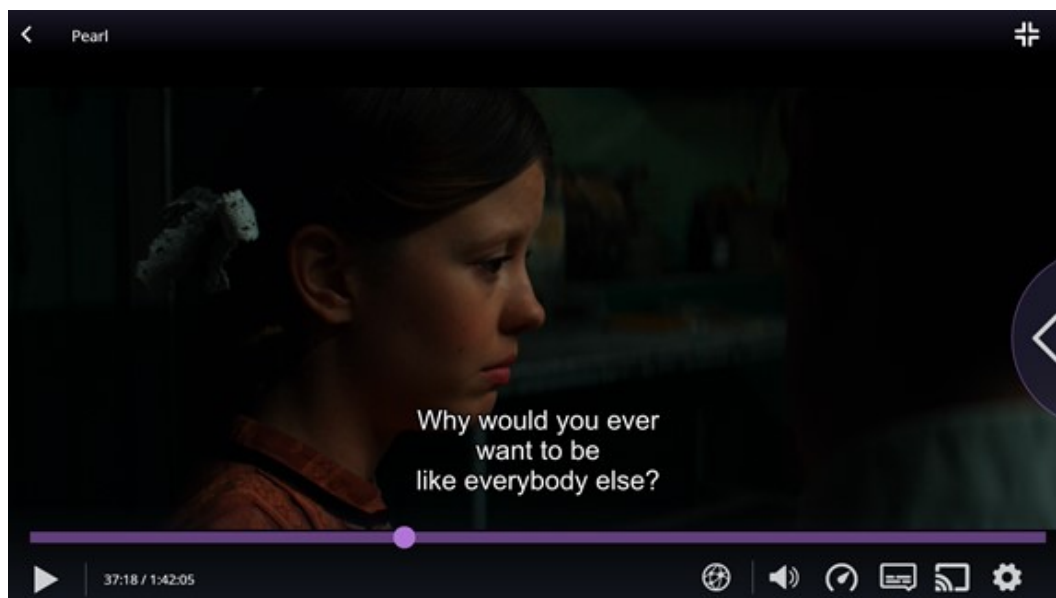 Pearl
Why would you ever
want to be
like everybody else?
37:18 / 1:42:05